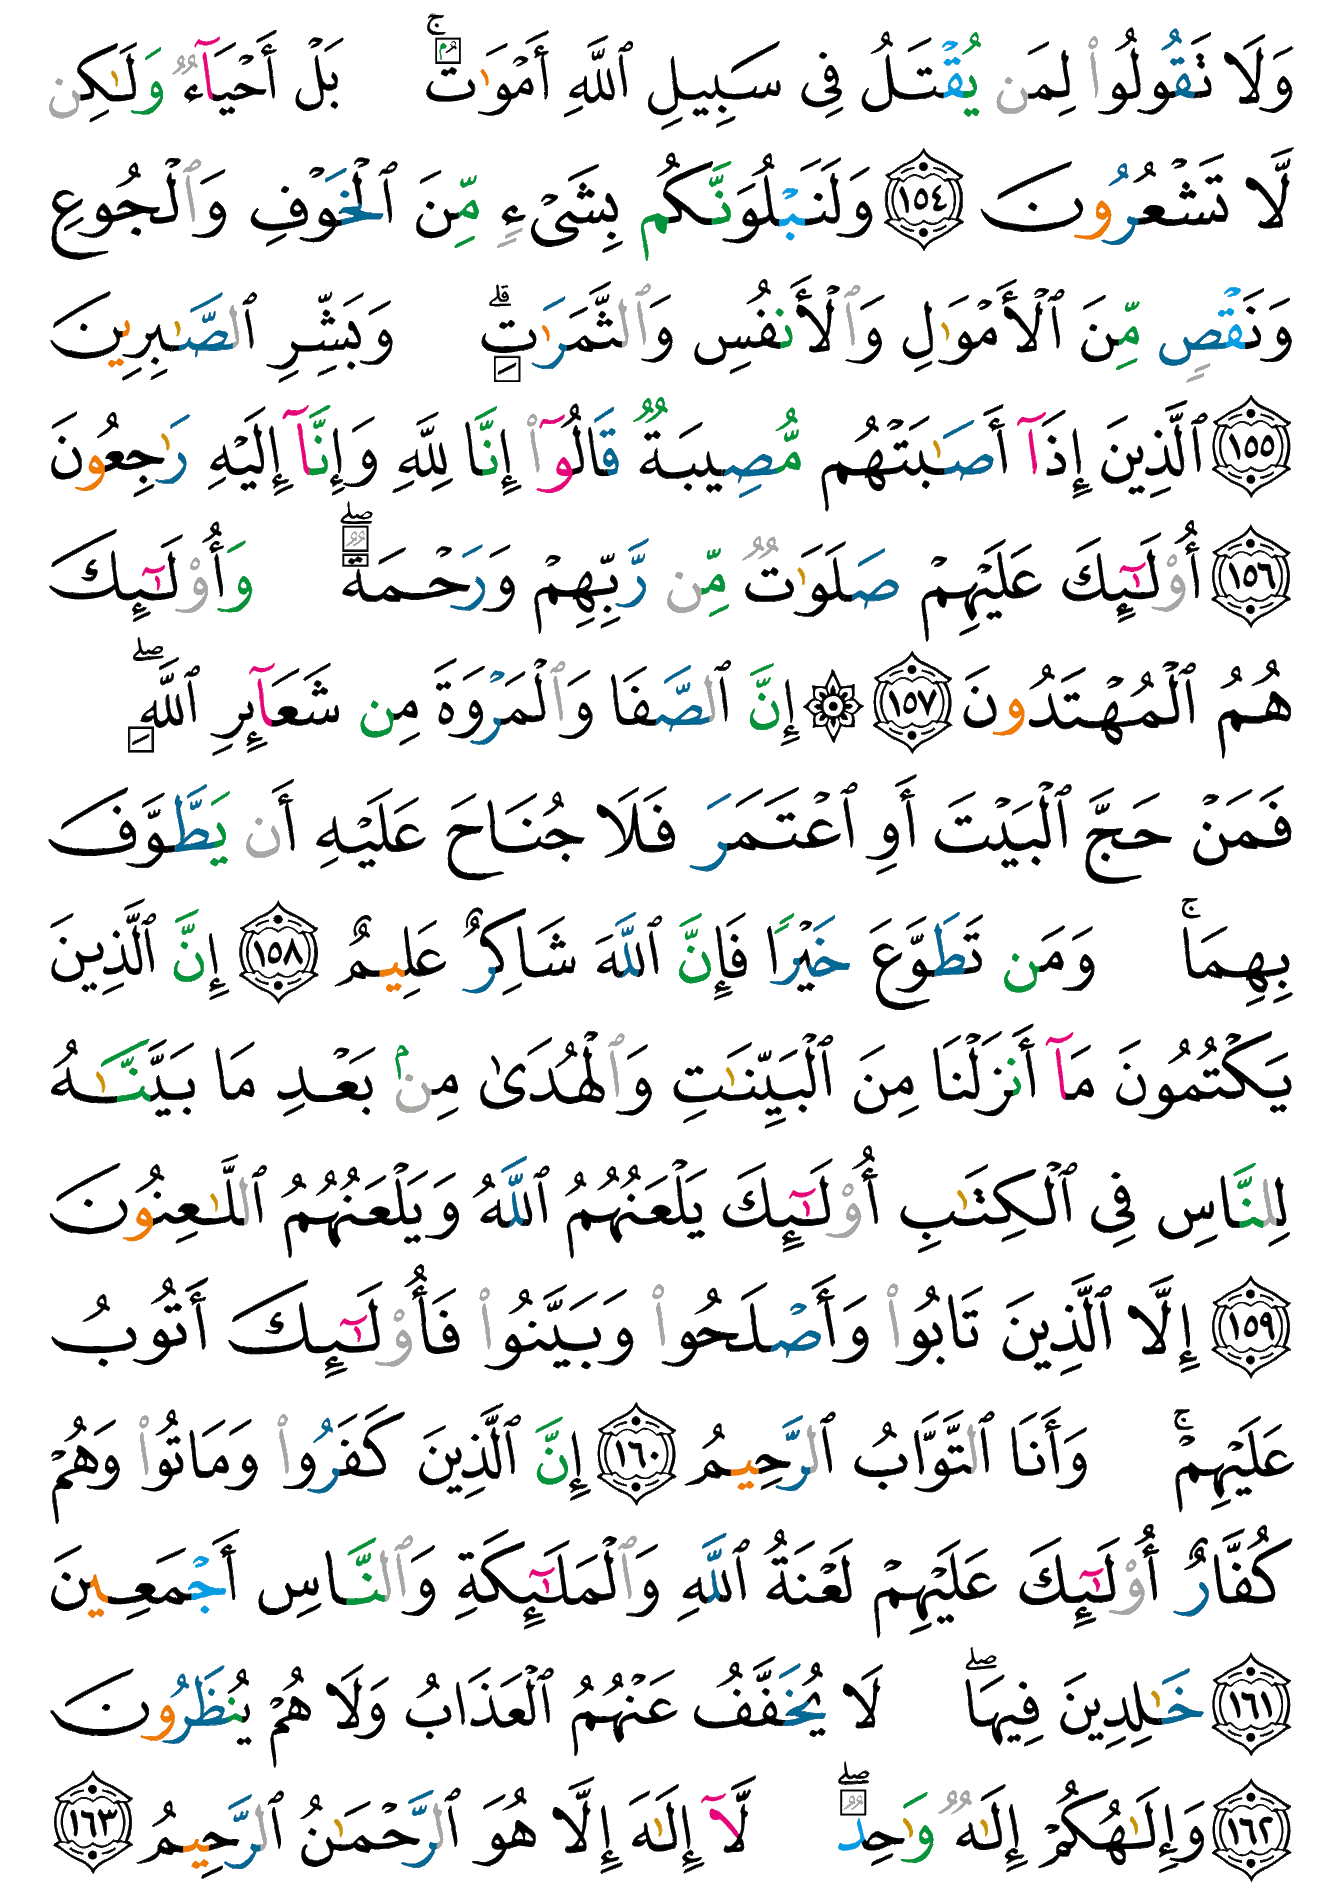 وَلَا تَقُولُوا۟ لِمَن يُقْتَلُ فِى سَبِيلِ ٱللَّهِ أَمْوَٰتٌۢ ۚ بَلْ أَحْيَآءٌ وَلَـٰكِن
لَّا تَشْعُرُونَ ١٥٤ وَلَنَبْلُوَنَّكُم بِشَىْءٍ مِّنَ ٱلْخَوْفِ وَٱلْجُوعِ
وَنَقْصٍ مِّنَ ٱلْأَمْوَٰلِ وَٱلْأَنفُسِ وَٱلثَّمَرَٰتِ ۗ وَبَشِّرِ ٱلصَّـٰبِرِينَ
١٥٥ ٱلَّذِينَ إِذَآ أَصَـٰبَتْهُم مُّصِيبَةٌ قَالُوٓا۟ إِنَّا لِلَّهِ وَإِنَّآ إِلَيْهِ رَٰجِعُونَ
١٥٦ أُو۟لَـٰٓئِكَ عَلَيْهِمْ صَلَوَٰتٌ مِّن رَّبِّهِمْ وَرَحْمَةٌ ۖ وَأُو۟لَـٰٓئِكَ
هُمُ ٱلْمُهْتَدُونَ ١٥٧ ۞ إِنَّ ٱلصَّفَا وَٱلْمَرْوَةَ مِن شَعَآئِرِ ٱللَّهِ ۖ
فَمَنْ حَجَّ ٱلْبَيْتَ أَوِ ٱعْتَمَرَ فَلَا جُنَاحَ عَلَيْهِ أَن يَطَّوَّفَ
بِهِمَا ۚ وَمَن تَطَوَّعَ خَيْرًا فَإِنَّ ٱللَّهَ شَاكِرٌ عَلِيمٌ ١٥٨ إِنَّ ٱلَّذِينَ
يَكْتُمُونَ مَآ أَنزَلْنَا مِنَ ٱلْبَيِّنَـٰتِ وَٱلْهُدَىٰ مِنۢ بَعْدِ مَا بَيَّنَّـٰهُ
لِلنَّاسِ فِى ٱلْكِتَـٰبِ أُو۟لَـٰٓئِكَ يَلْعَنُهُمُ ٱللَّهُ وَيَلْعَنُهُمُ ٱللَّـٰعِنُونَ
١٥٩ إِلَّا ٱلَّذِينَ تَابُوا۟ وَأَصْلَحُوا۟ وَبَيَّنُوا۟ فَأُو۟لَـٰٓئِكَ أَتُوبُ
عَلَيْهِمْ ۚ وَأَنَا ٱلتَّوَّابُ ٱلرَّحِيمُ ١٦٠ إِنَّ ٱلَّذِينَ كَفَرُوا۟ وَمَاتُوا۟ وَهُمْ
كُفَّارٌ أُو۟لَـٰٓئِكَ عَلَيْهِمْ لَعْنَةُ ٱللَّهِ وَٱلْمَلَـٰٓئِكَةِ وَٱلنَّاسِ أَجْمَعِينَ
١٦١ خَـٰلِدِينَ فِيهَا ۖ لَا يُخَفَّفُ عَنْهُمُ ٱلْعَذَابُ وَلَا هُمْ يُنظَرُونَ
١٦٢ وَإِلَـٰهُكُمْ إِلَـٰهٌ وَٰحِدٌ ۖ لَّآ إِلَـٰهَ إِلَّا هُوَ ٱلرَّحْمَـٰنُ ٱلرَّحِيمُ ١٦٣